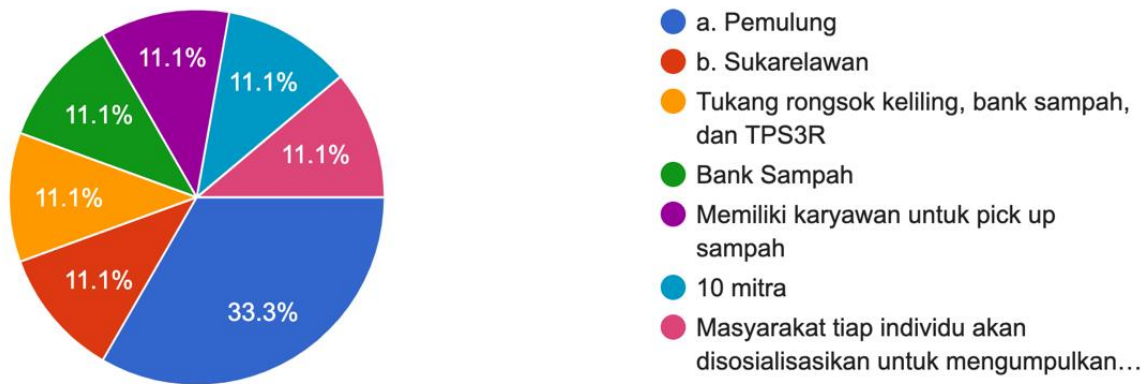 11.1%
11.1%
11.1%
11.1%
11.1%
11.1%
33.3%
a. Pemulung
b. Sukarelawan
Tukang rongsok keliling, bank sampah,
dan TPS3R
Bank Sampah
Memiliki karyawan untuk pick up
sampah
10 mitra
Masyarakat tiap individu akan
disosialisasikan untuk mengumpulkan…